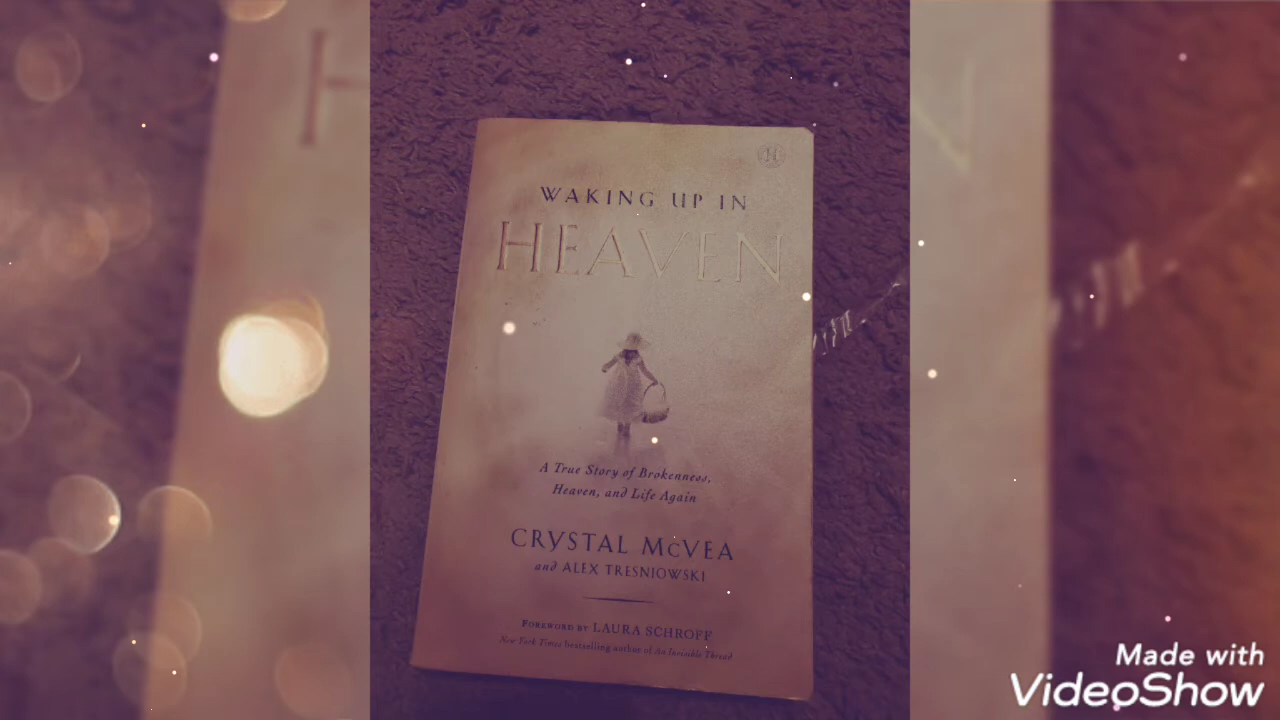 WAKING UP IN
HEAVEN
A True Story of Brokenness,
Heaven, and Life Again
CRYSTAL McVEA
and ALEX TRESNIOWSKI
FOREWORD BY LAURA SCHROFF
New York Times bestselling author of An Invisible Thread
Made with
VideoShow